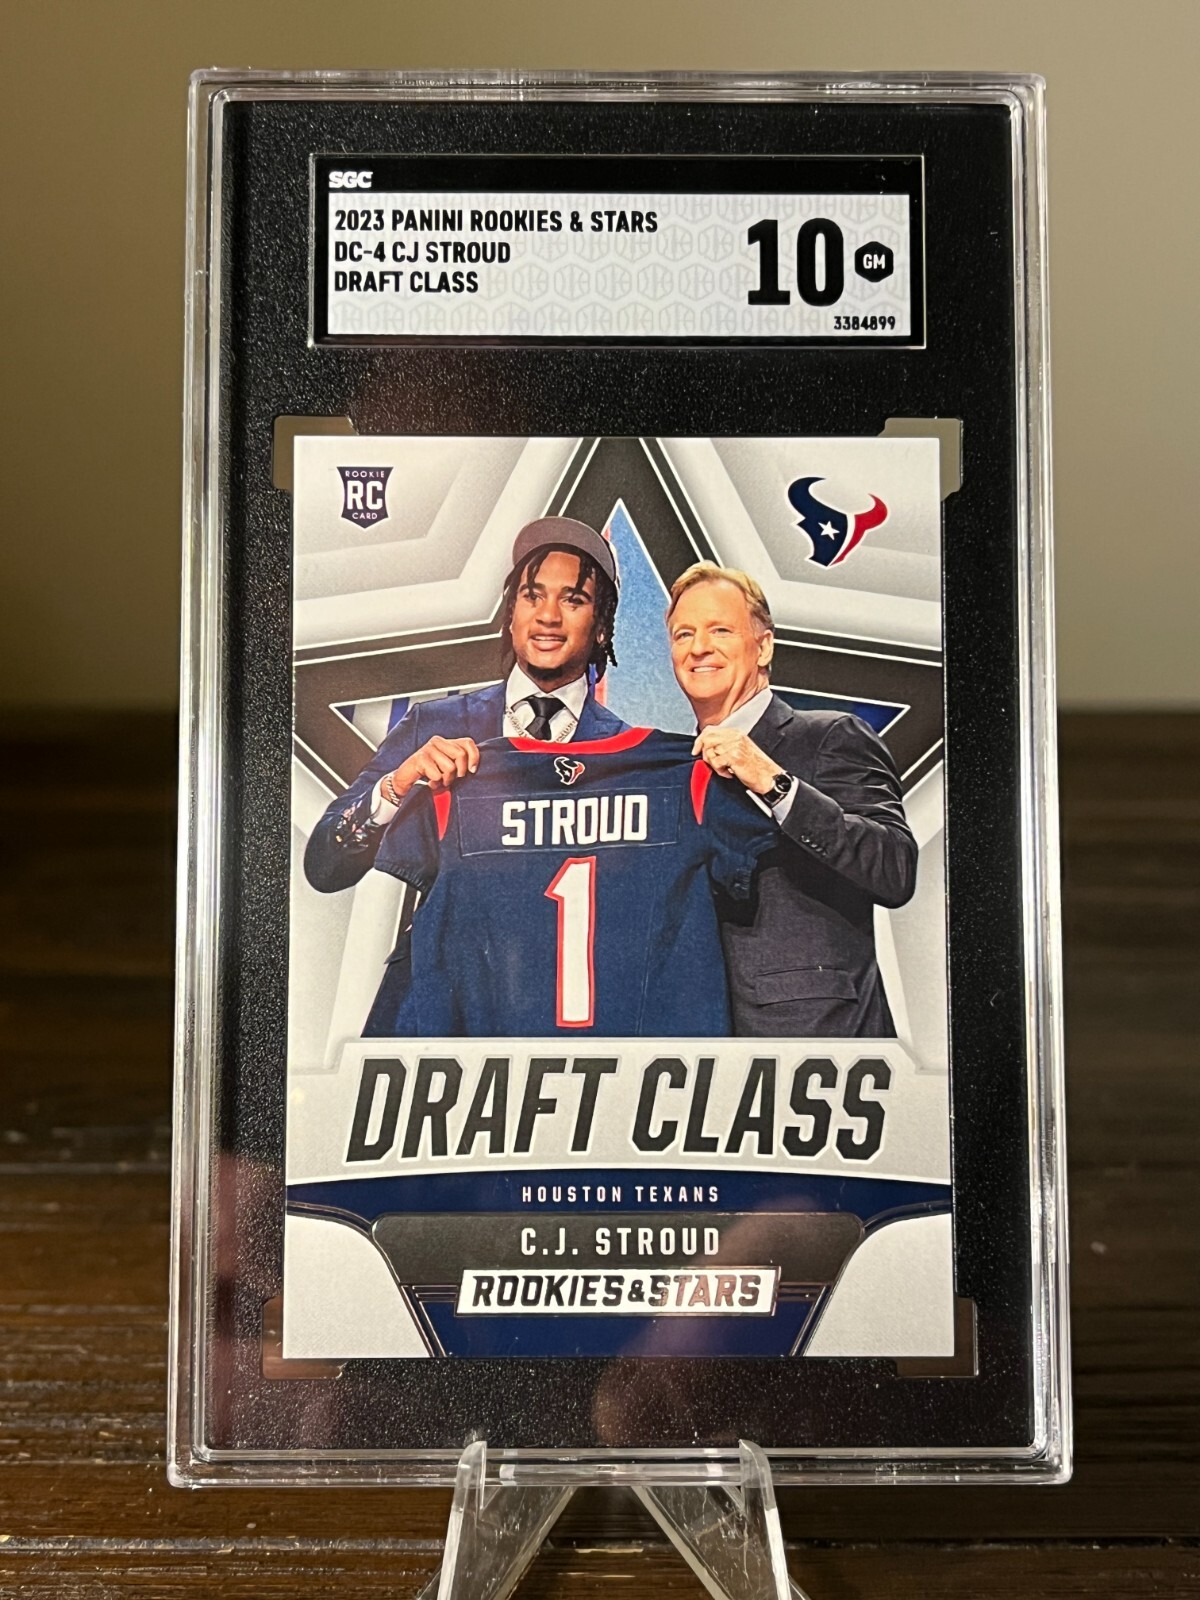 SGC
2023 PANINI ROOKIES & STARS
DC-4 CJ STROUD
DRAFT CLASS
10 GM
3384899
ROOKIE
RC
CARD
STROUD
1
DRAFT CLASS
HOUSTON TEXANS
C.J. STROUD
ROOKIES&STARS